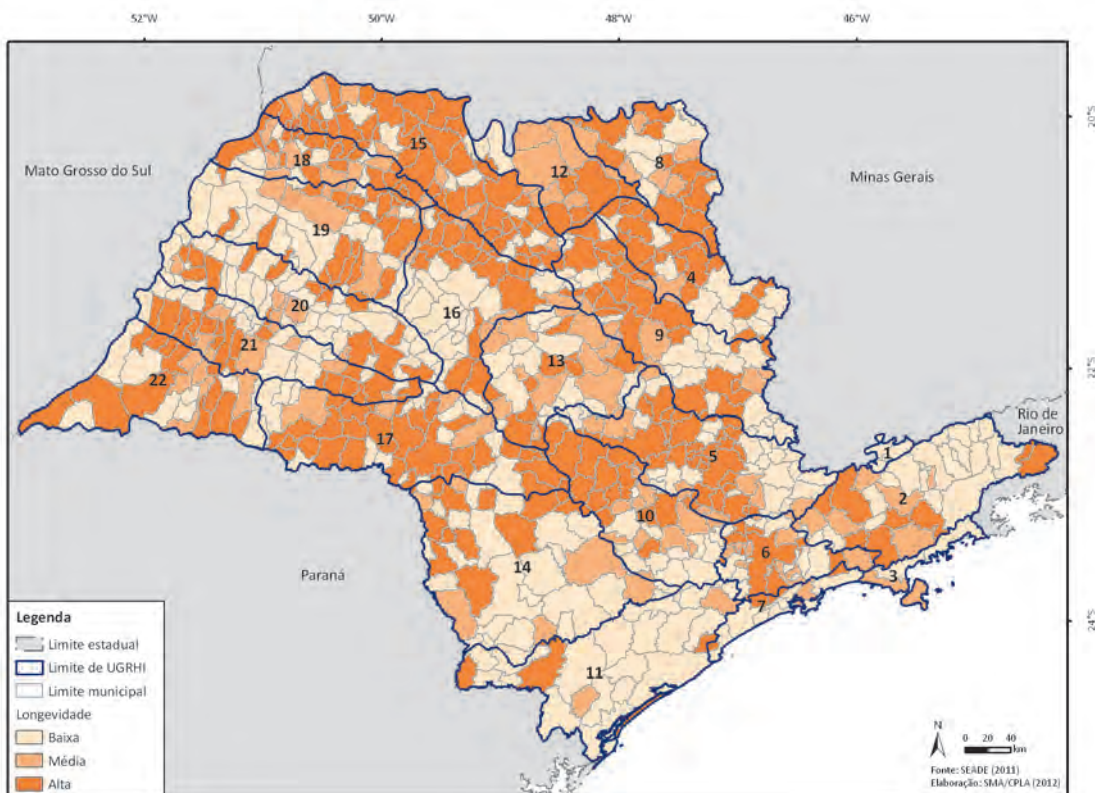 52°W 50°W 48°W 46°W
20°S
22°S
24°S
Mato Grosso do Sul
Minas Gerais
Rio de
Janeiro
Paraná
15
18
12
8
19
4
20
16
9
21
13
22
17
5
1
2
10
6
3
14
7
11
Legenda
Limite estadual
Limite de UGRHI
Limite municipal
Longevidade
Baixa
Média
Alta
N
0 20 40
km
Fonte: SEADE (2011)
Elaboração: SMA/CPLA (2012)